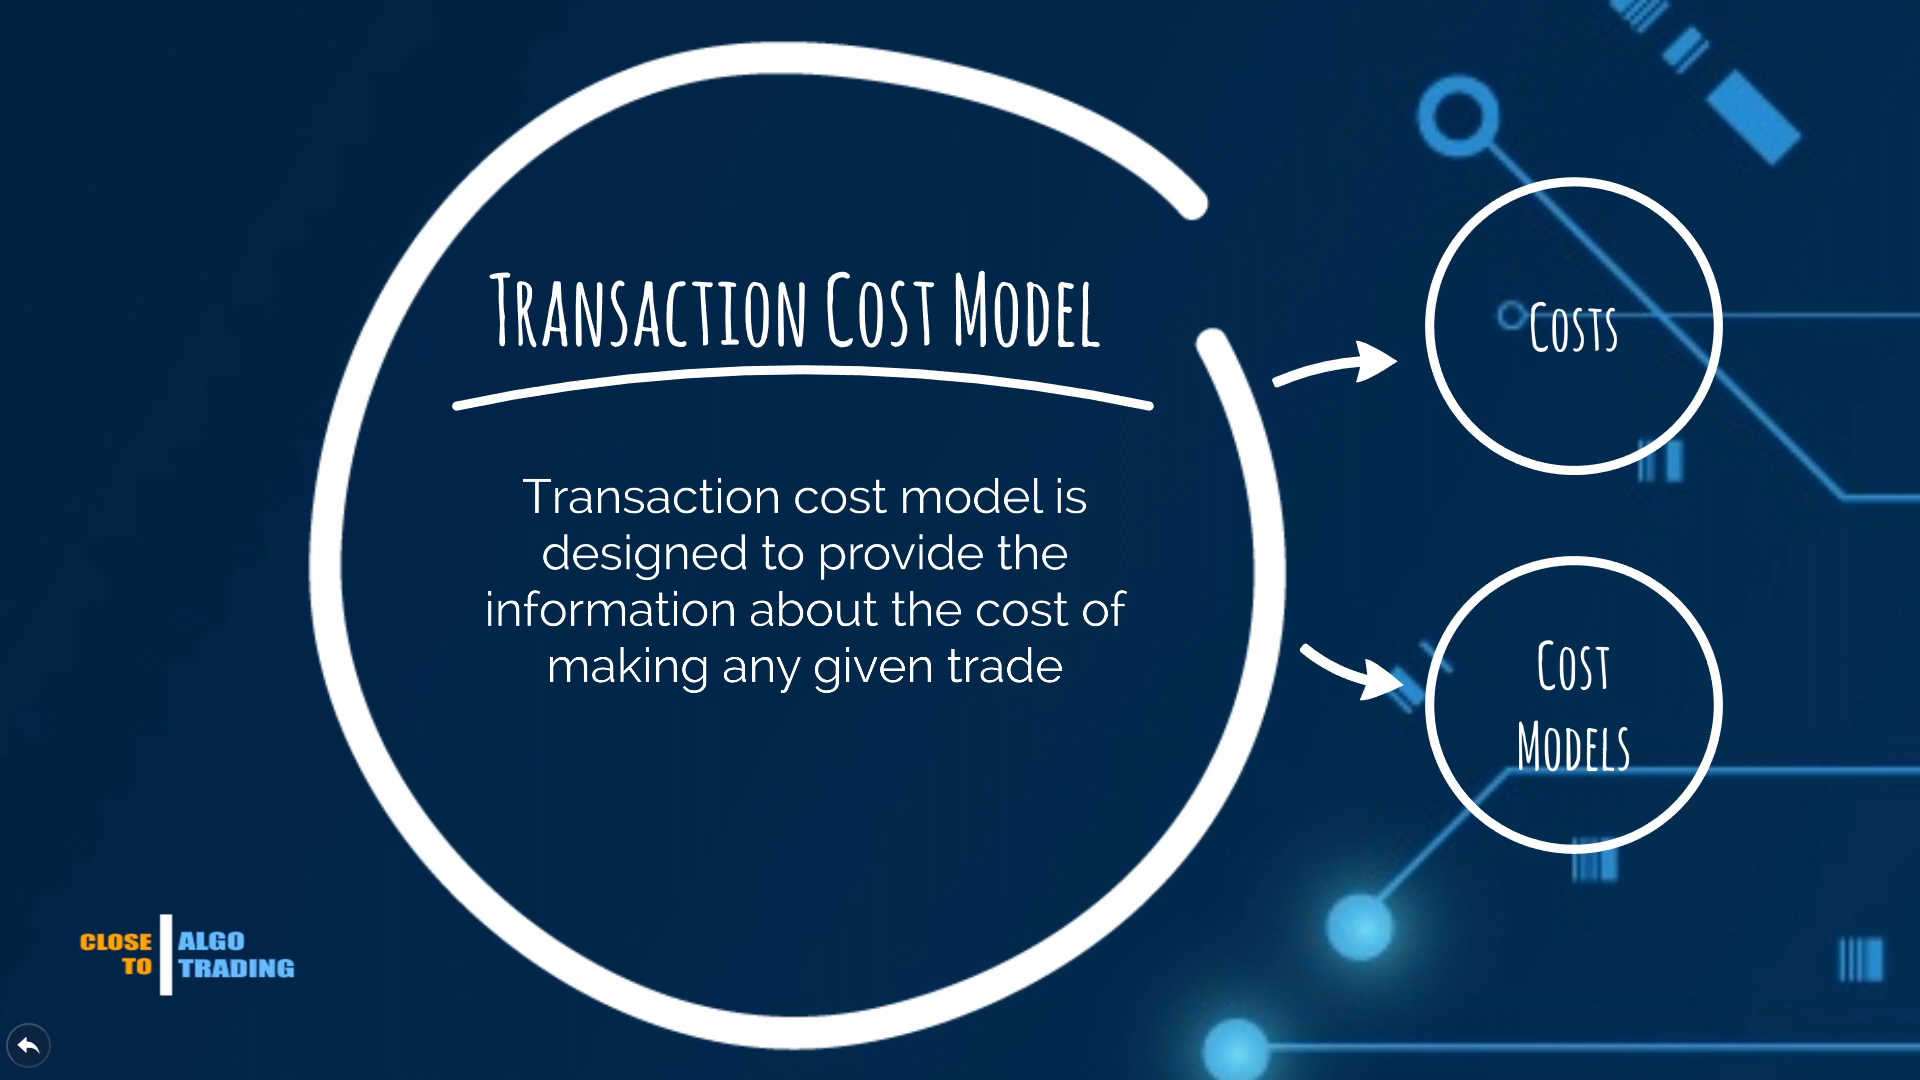 Transaction Cost Model
Transaction cost model is
designed to provide the
information about the cost of
making any given trade
Costs
Cost
Models
CLOSE
TO
ALGO
TRADING